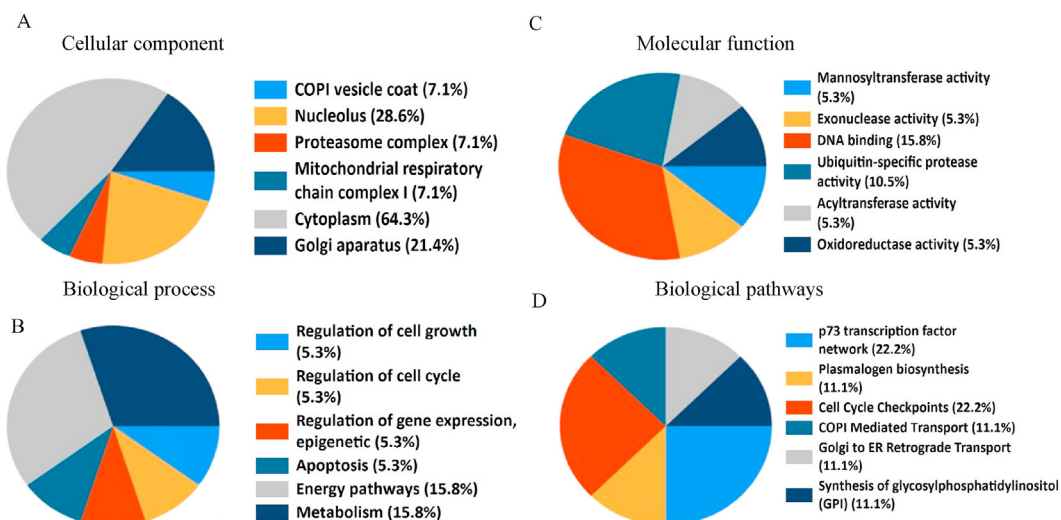 A
Cellular component
COPI vesicle coat (7.1%)
Nucleolus (28.6%)
Proteasome complex (7.1%)
Mitochondrial respiratory
chain complex I (7.1%)
Cytoplasm (64.3%)
Golgi aparatus (21.4%)
Biological process
B
Regulation of cell growth
(5.3%)
Regulation of cell cycle
(5.3%)
Regulation of gene expression,
epigenetic (5.3%)
Apoptosis (5.3%)
Energy pathways (15.8%)
Metabolism (15.8%)
C
Molecular function
Mannosyltransferase activity
(5.3%)
Exonuclease activity (5.3%)
DNA binding (15.8%)
Ubiquitin-specific protease
activity (10.5%)
Acyltransferase activity
(5.3%)
Oxidoreductase activity (5.3%)
D
Biological pathways
p73 transcription factor
network (22.2%)
Plasmalogen biosynthesis
(11.1%)
Cell Cycle Checkpoints (22.2%)
COPI Mediated Transport (11.1%)
Golgi to ER Retrograde Transport
(11.1%)
Synthesis of glycosylphosphatidylinositol
(GPI) (11.1%)